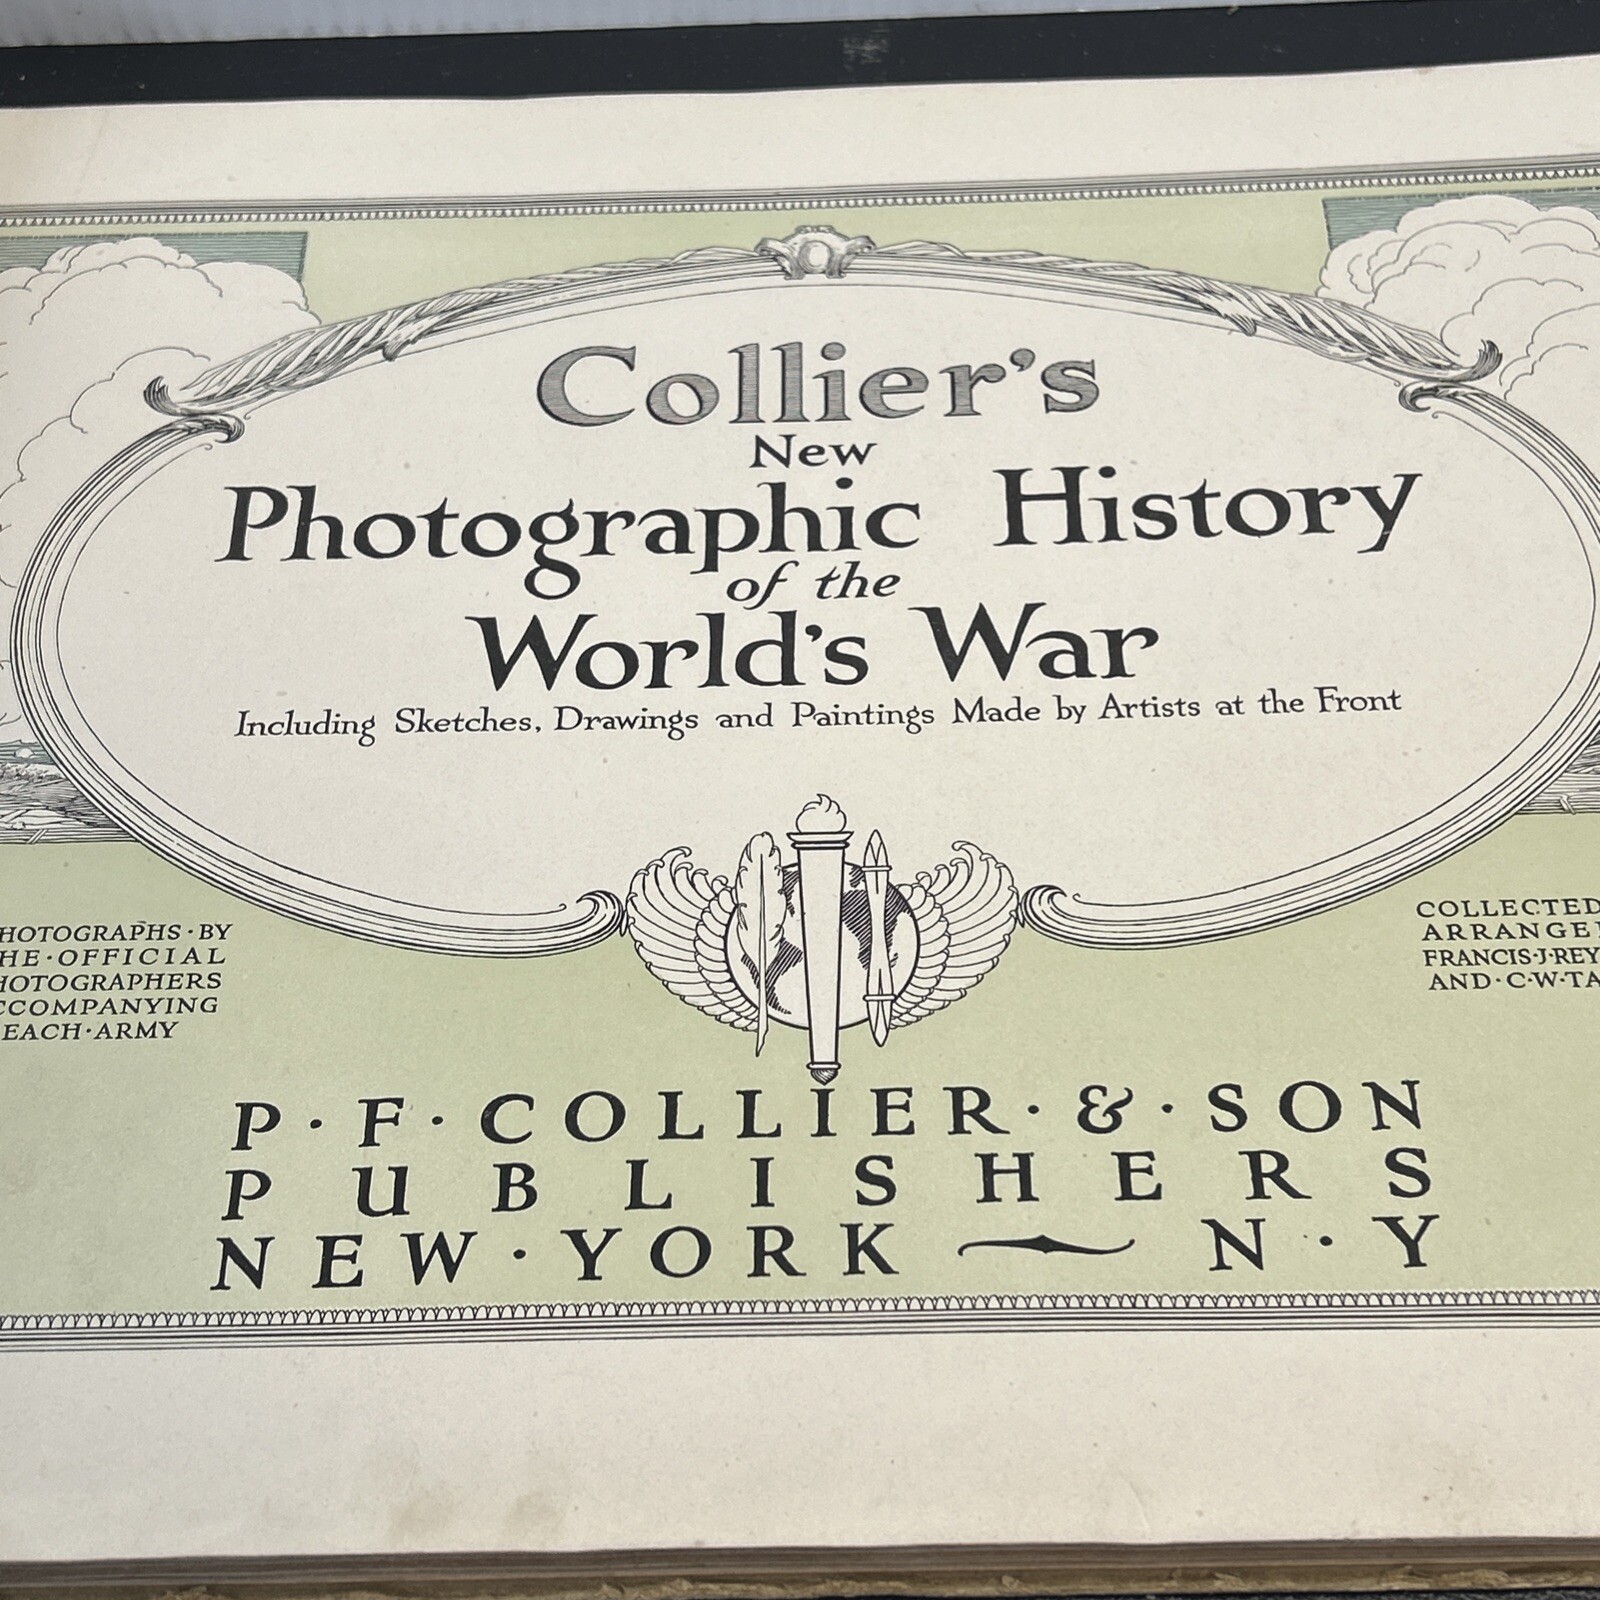 Collier's
New
Photographic History
of the
World's War
Including Sketches, Drawings and Paintings Made by Artists at the Front
HOTOGRAPHS·BY
HE·OFFICIAL
HOTOGRAPHERS
CCOMPANYING
EACH·ARMY
COLLECTED
ARRANGE
FRANCIS·J·REY
AND·C·W·TA
P·F·COLLIER·&·SON
PUBLISHERS
NEW·YORK — N·Y